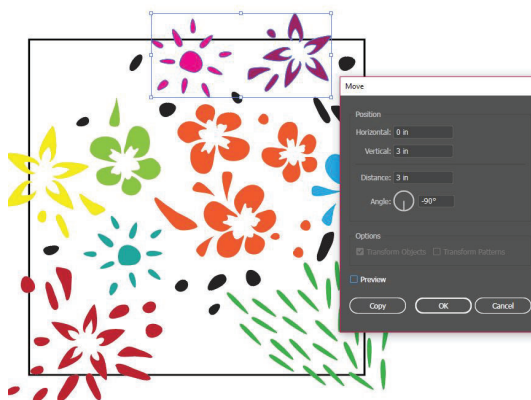 Move
Position
Horizontal: 0 in
Vertical: 3 in
Distance: 3 in
Angle: -90°
Options
Transform Objects Transform Patterns
Preview
Copy OK Cancel